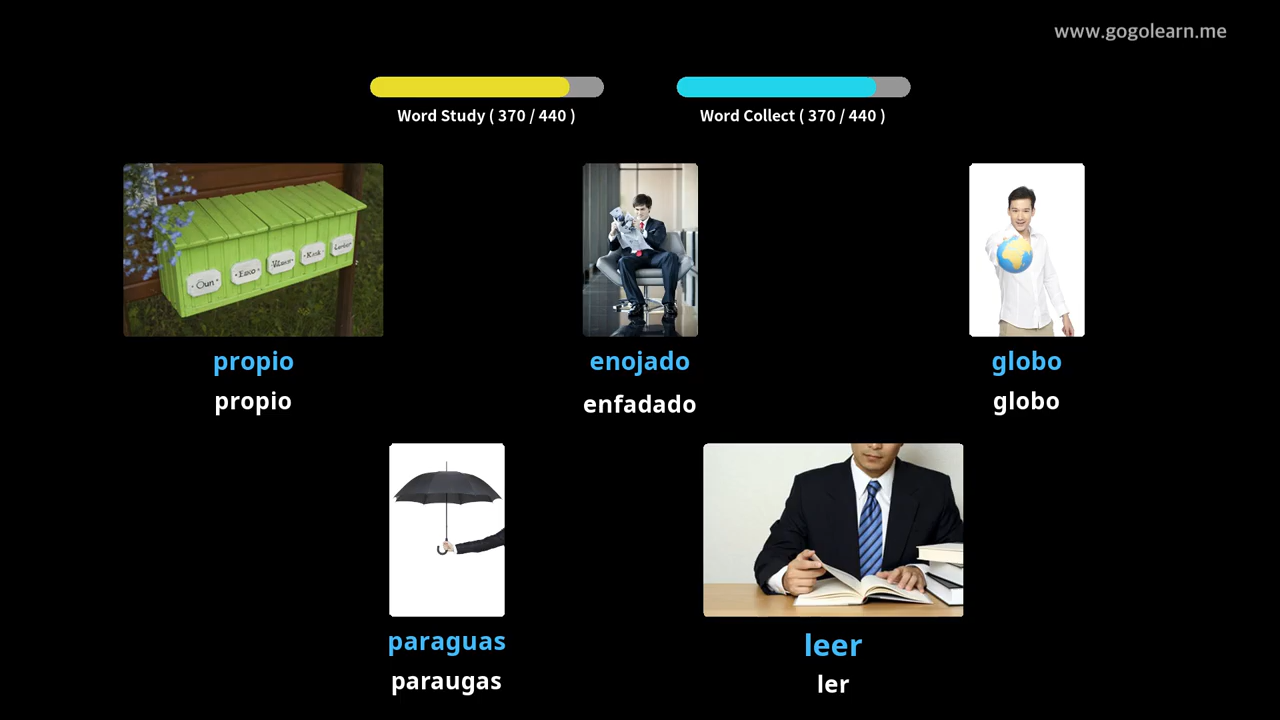 www.gogolearn.me
Word Study ( 370 / 440 )
Word Collect ( 370 / 440 )
propio
propio
enojado
enfadado
globo
globo
paraguas
paraugas
leer
ler